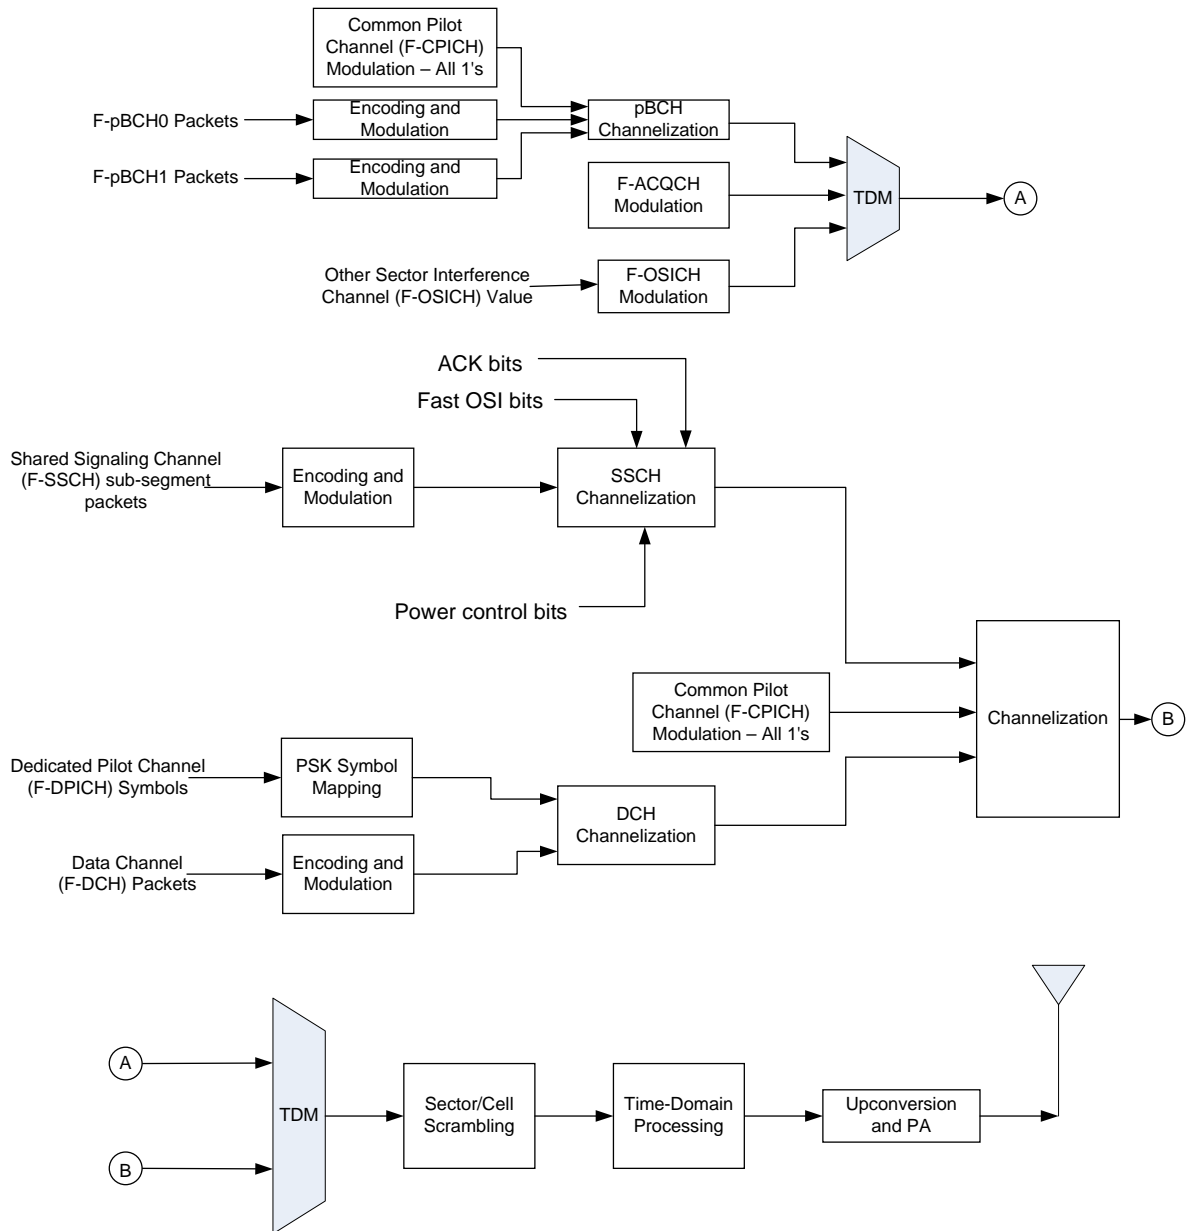 Common Pilot
Channel (F-CPICH)
Modulation – All 1's
F-pBCH0 Packets
Encoding and
Modulation
pBCH
Channelization
F-pBCH1 Packets
Encoding and
Modulation
F-ACQCH
Modulation
TDM
A
Other Sector Interference
Channel (F-OSICH) Value
F-OSICH
Modulation
ACK bits
Fast OSI bits
Shared Signaling Channel
(F-SSCH) sub-segment
packets
Encoding and
Modulation
SSCH
Channelization
Power control bits
Common Pilot
Channel (F-CPICH)
Modulation – All 1's
Channelization
B
Dedicated Pilot Channel
(F-DPICH) Symbols
PSK Symbol
Mapping
DCH
Channelization
Data Channel
(F-DCH) Packets
Encoding and
Modulation
A
B
TDM
Sector/Cell
Scrambling
Time-Domain
Processing
Upconversion
and PA